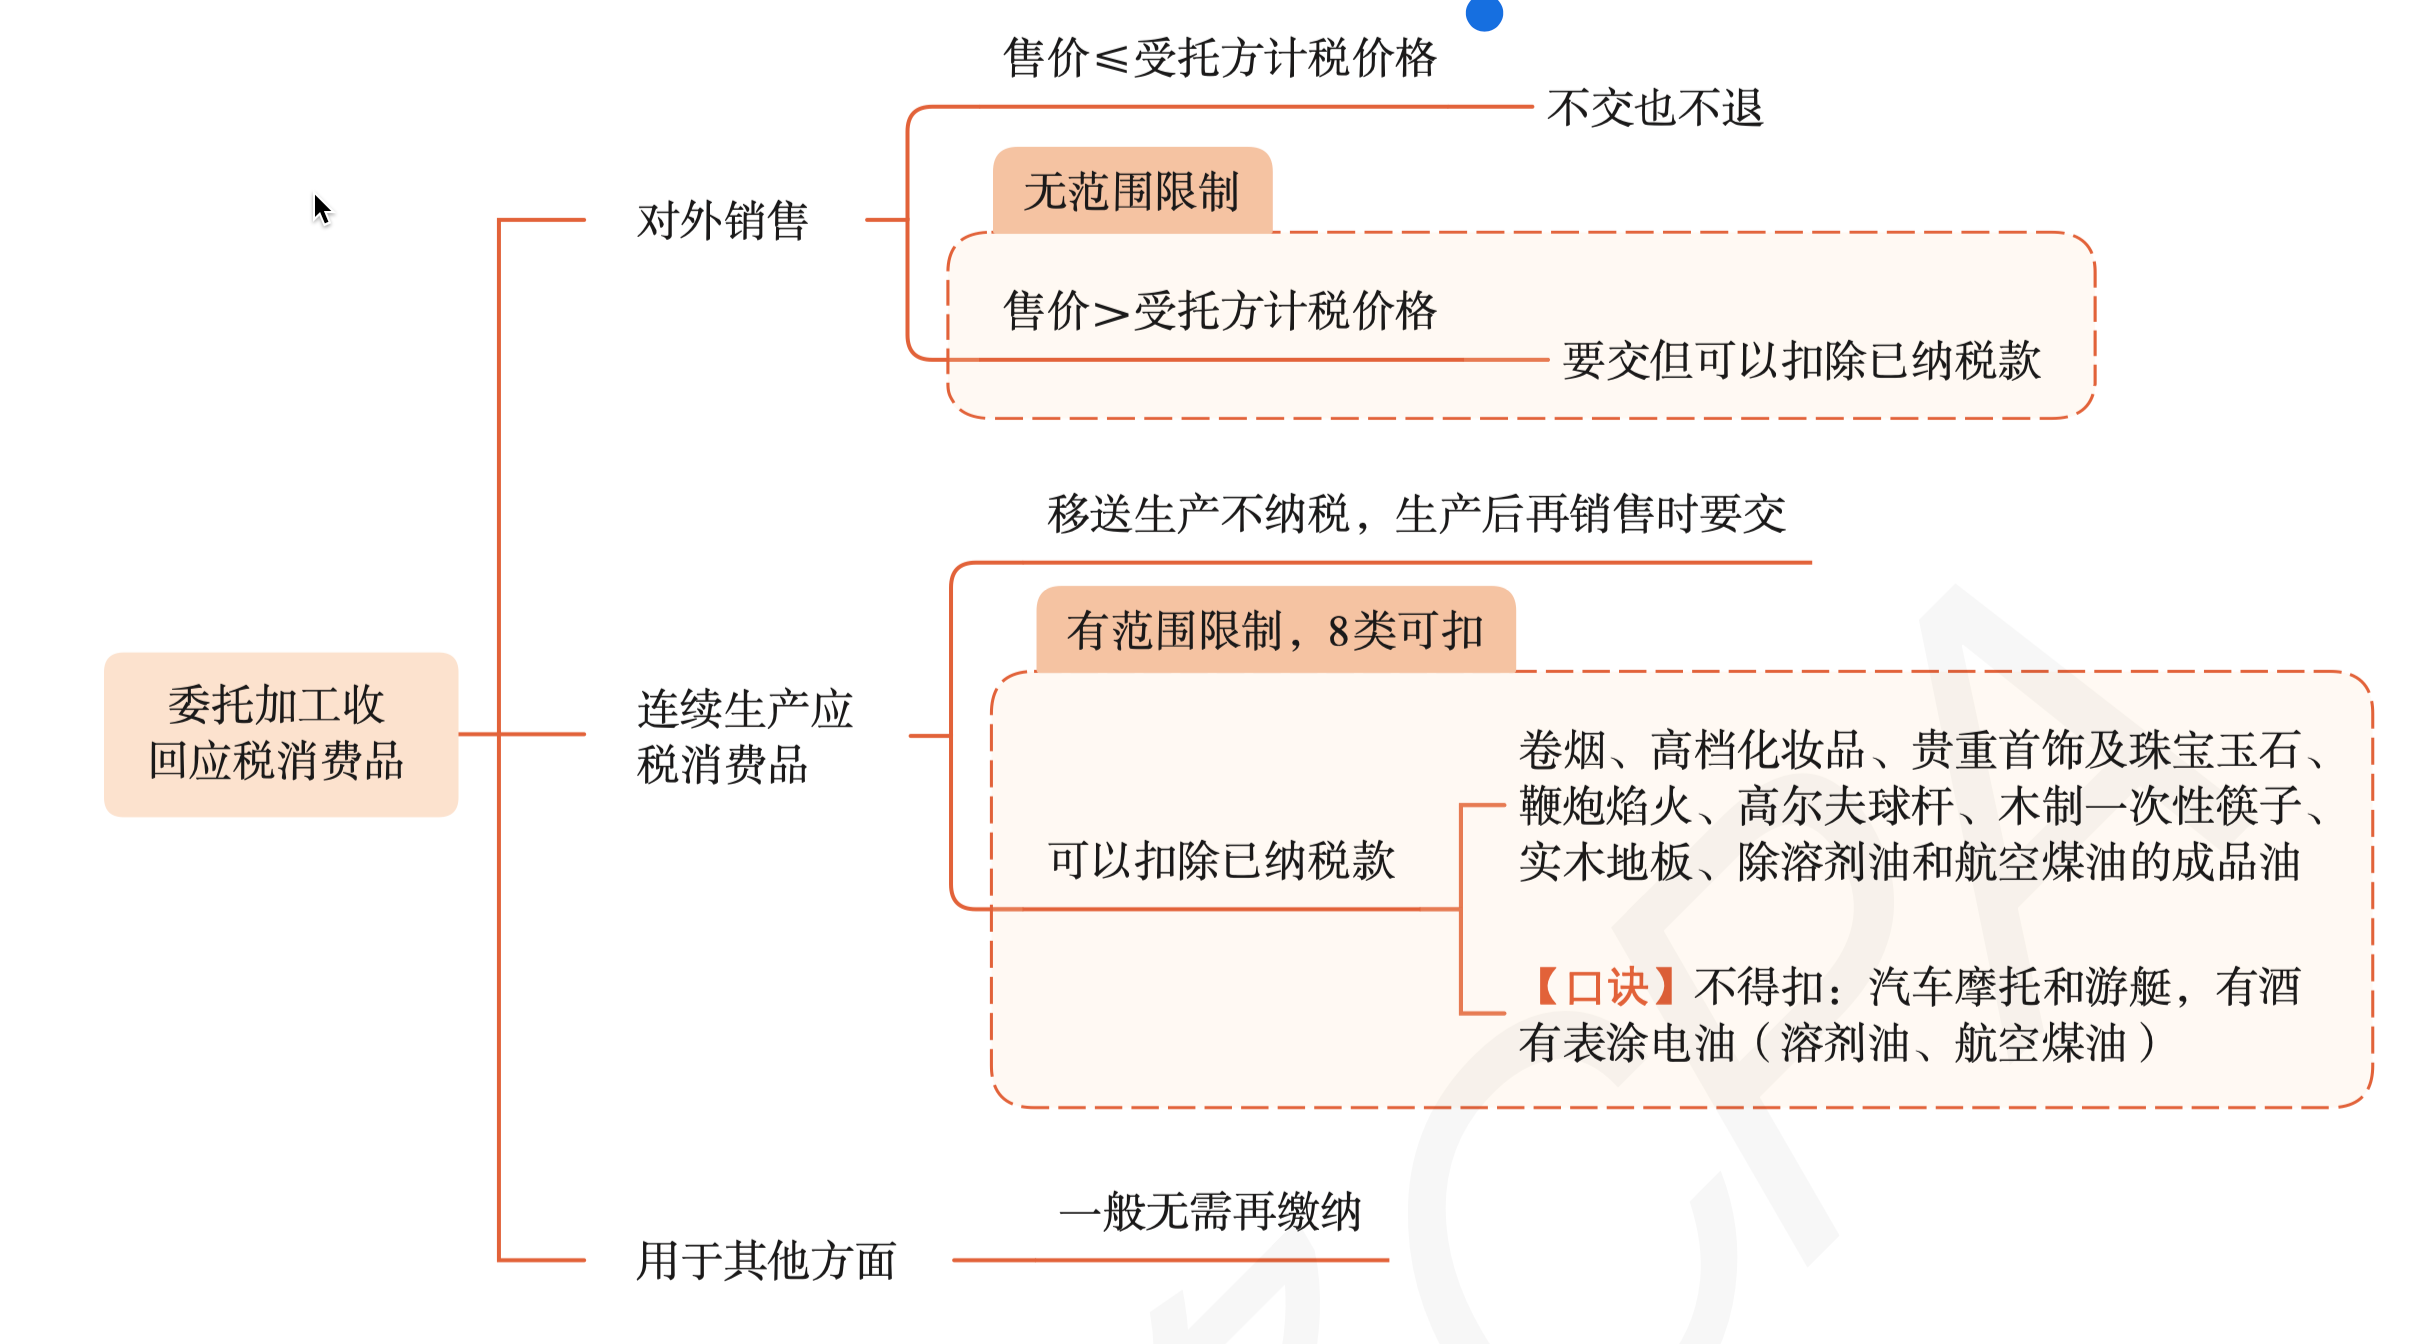 售价≤受托方计税价格
不交也不退
无范围限制
对外销售
售价>受托方计税价格
要交但可以扣除已纳税款
移送生产不纳税，生产后再销售时要交
有范围限制，8类可扣
委托加工收
回应税消费品
连续生产应
税消费品
卷烟、高档化妆品、贵重首饰及珠宝玉石、
鞭炮焰火、高尔夫球杆、木制一次性筷子、
实木地板、除溶剂油和航空煤油的成品油
可以扣除已纳税款
【口诀】不得扣：汽车摩托和游艇，有酒
有表涂电油（溶剂油、航空煤油）
一般无需再缴纳
用于其他方面
CPA